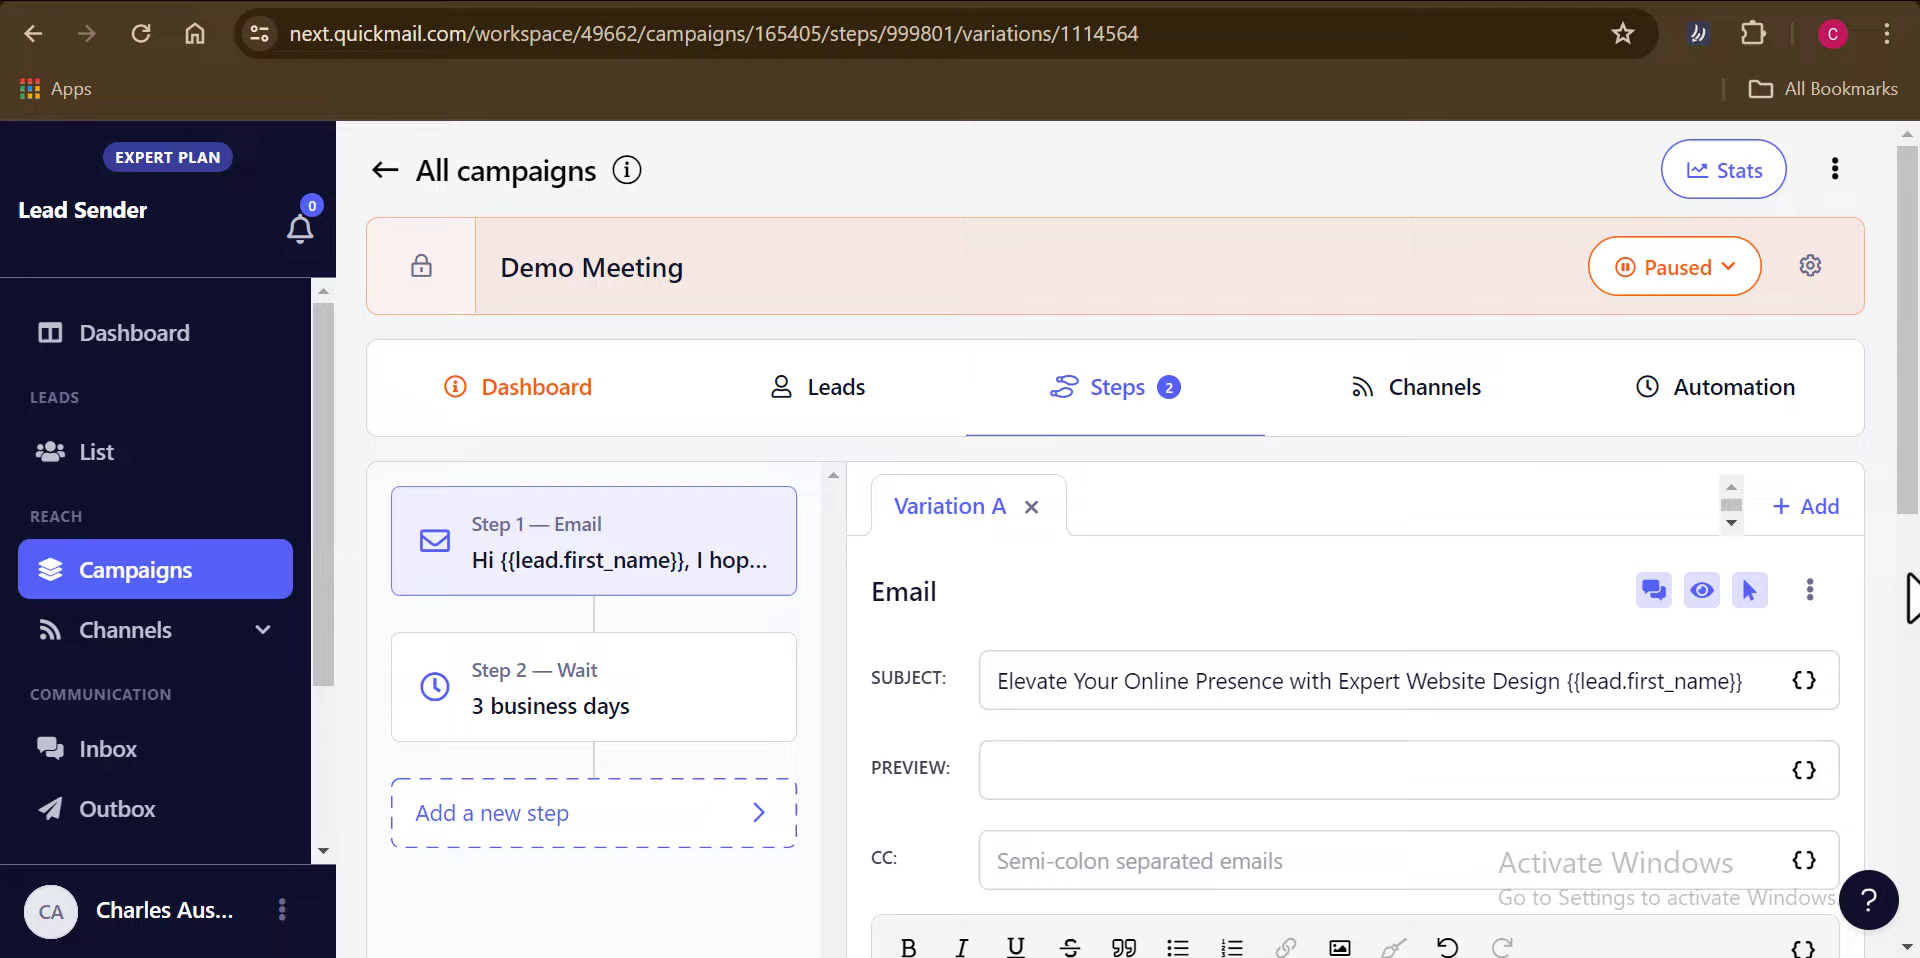 next.quickmail.com/workspace/49662/campaigns/165405/steps/999801/variations/1114564
C
Apps
All Bookmarks
EXPERT PLAN
Lead Sender
0
Dashboard
LEADS
List
REACH
Campaigns
Channels
COMMUNICATION
Inbox
Outbox
CA
Charles Aus...
All campaigns
Stats
Demo Meeting
Paused
Dashboard
Leads
Steps 2
Channels
Automation
Step 1 — Email
Hi {{lead.first_name}}, I hop...
Step 2 — Wait
3 business days
Add a new step
Variation A
+ Add
Email
SUBJECT:
Elevate Your Online Presence with Expert Website Design {{lead.first_name}}
{}
PREVIEW:
{}
CC:
Semi-colon separated emails
{}
Activate Windows
Go to Settings to activate Windows.
?
B I U S
{}